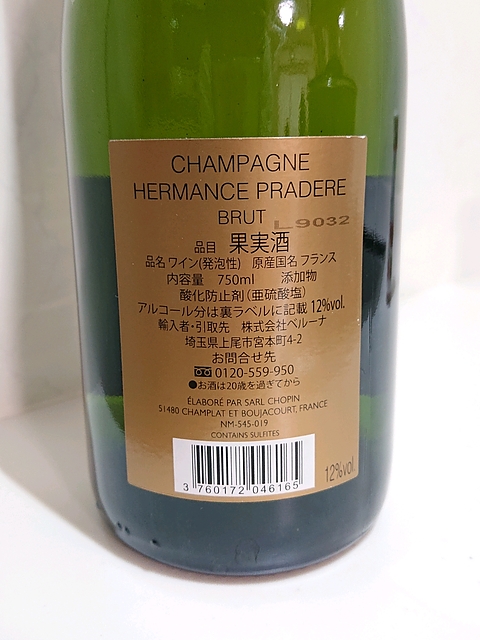 CHAMPAGNE
HERMANCE PRADERE
BRUT
L9032
品目 果実酒
品名 ワイン(発泡性) 原産国名 フランス
内容量 750ml 添加物
酸化防止剤(亜硫酸塩)
アルコール分は裏ラベルに記載 12%vol.
輸入者・引取先 株式会社ベルーナ
埼玉県上尾市宮本町4-2
お問合せ先
0120-559-950
●お酒は20歳を過ぎてから
ÉLABORÉ PAR SARL CHOPIN
51480 CHAMPLAT ET BOUJACOURT, FRANCE
NM-545-019
CONTAINS SULFITES
12%vol.
3 760172 046165